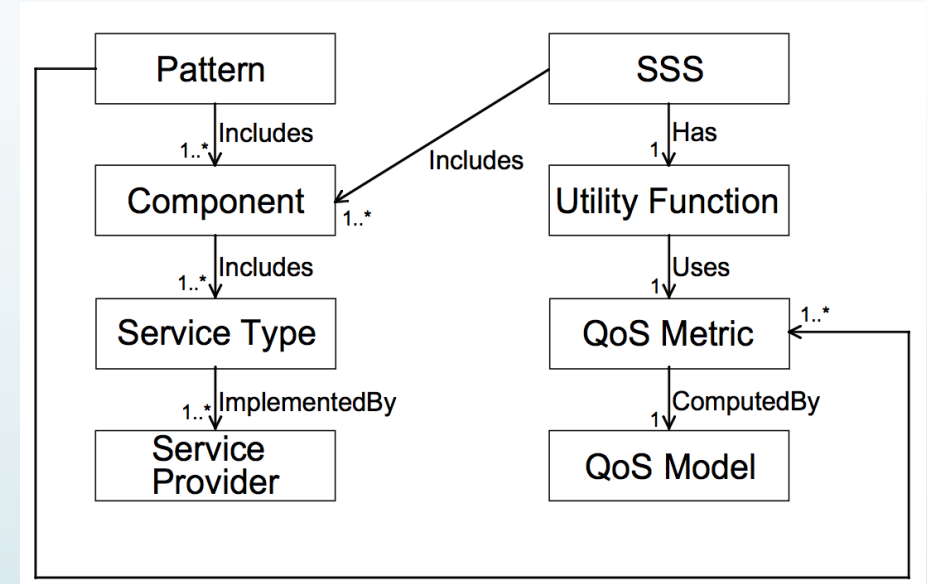 Pattern
SSS
Includes
1..*
Has
1
Includes
Component
1..*
Utility Function
Includes
1..*
Uses
1
Service Type
QoS Metric
1..*
ImplementedBy
1..*
ComputedBy
1
Service
Provider
QoS Model